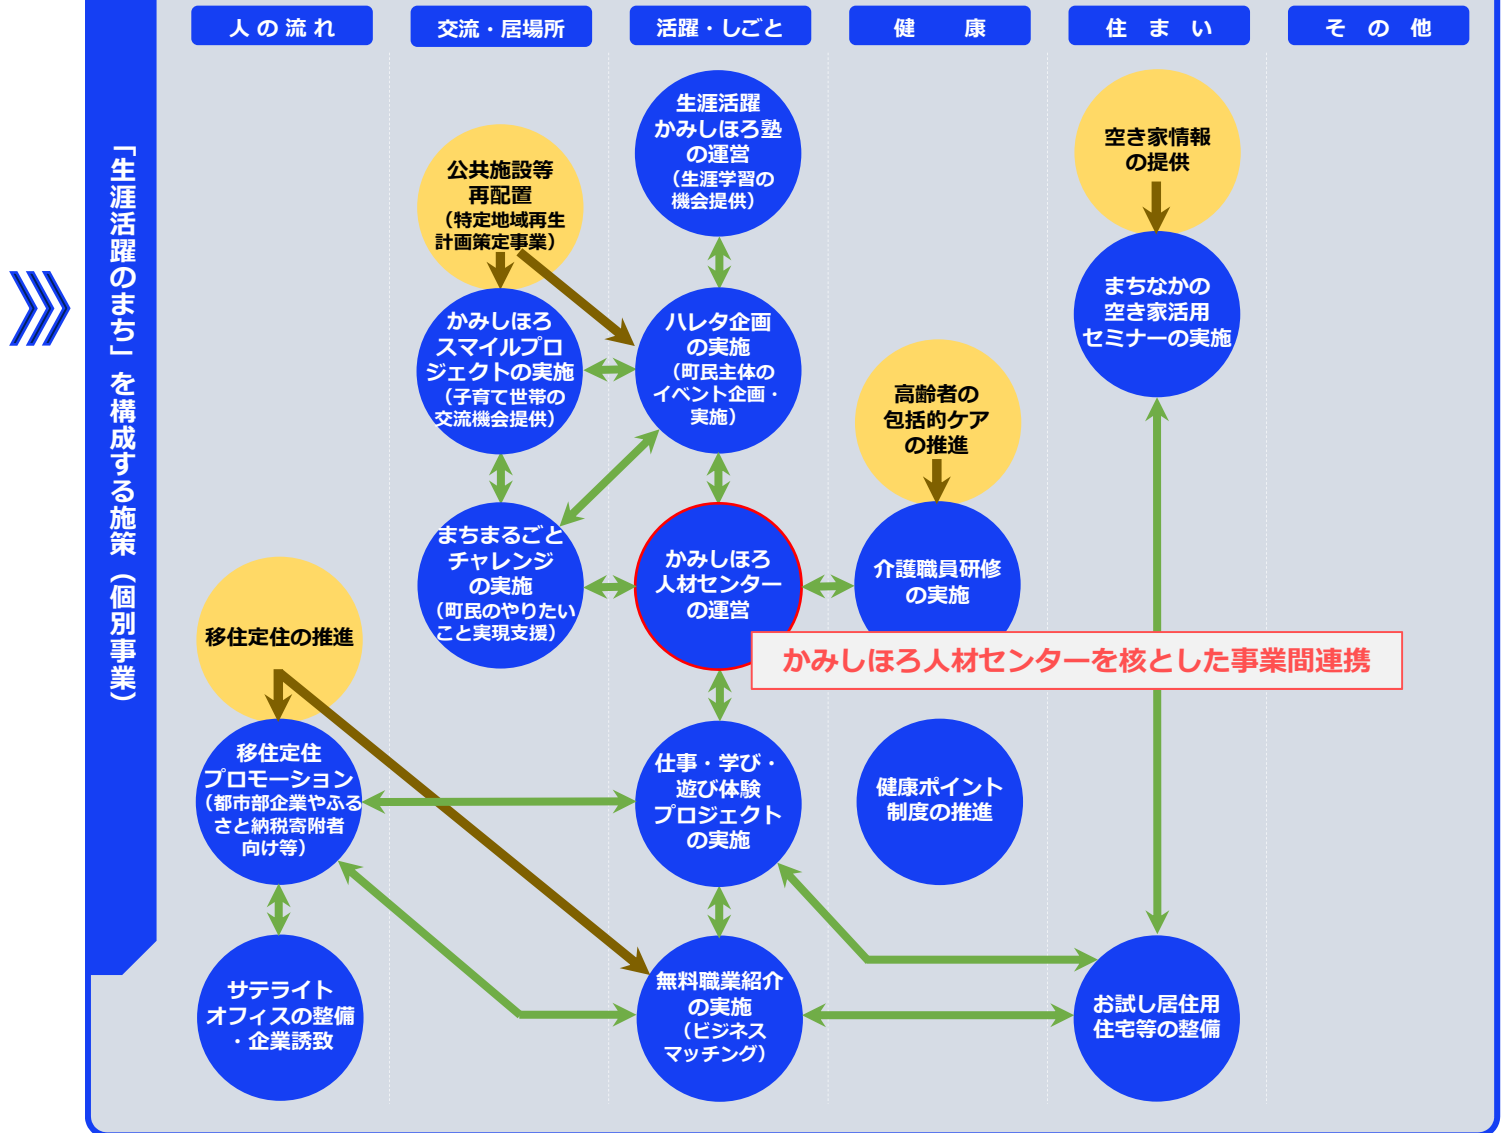 人の流れ
交流・居場所
活躍・しごと
健　康
住まい
その他
「生涯活躍のまち」を構成する施策（個別事業）
移住定住の推進
移住定住
プロモーション
（都市部企業やふる
さと納税寄附者
向け等）
サテライト
オフィスの整備
・企業誘致
公共施設等
再配置
（特定地域再生
計画策定事業）
かみしほろ
スマイルプロ
ジェクトの実施
（子育て世帯の
交流機会提供）
まちまるごと
チャレンジ
の実施
（町民のやりたい
こと実現支援）
生涯活躍
かみしほろ塾
の運営
（生涯学習の
機会提供）
ハレタ企画
の実施
（町民主体の
イベント企画・
実施）
かみしほろ
人材センター
の運営
仕事・学び・
遊び体験
プロジェクト
の実施
無料職業紹介
の実施
（ビジネス
マッチング）
高齢者の
包括的ケア
の推進
介護職員研修
の実施
かみしほろ人材センターを核とした事業間連携
健康ポイント
制度の推進
空き家情報
の提供
まちなかの
空き家活用
セミナーの実施
お試し居住用
住宅等の整備